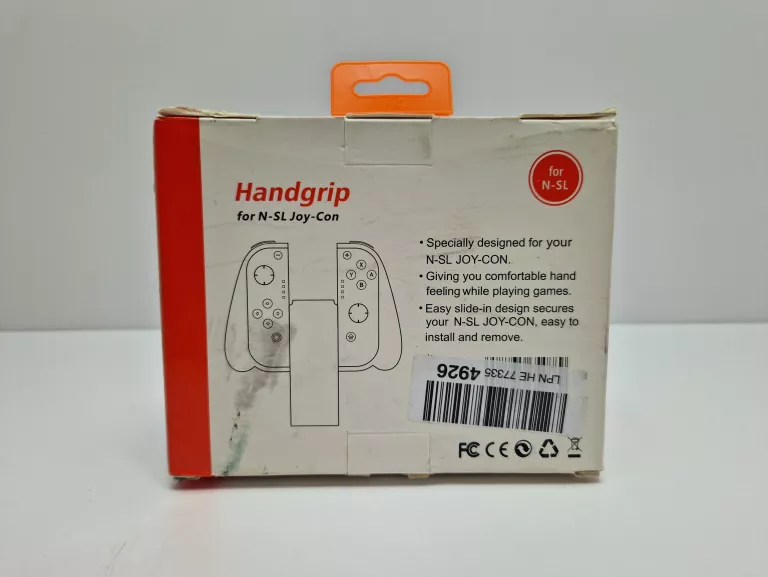 for
N-SL
Handgrip
for N-SL Joy-Con
• Specially designed for your
N-SL JOY-CON.
• Giving you comfortable hand
feeling while playing games.
• Easy slide-in design secures
your N-SL JOY-CON, easy to
install and remove.
X
Y A
B
LPN HE 77335 4926
FC CE